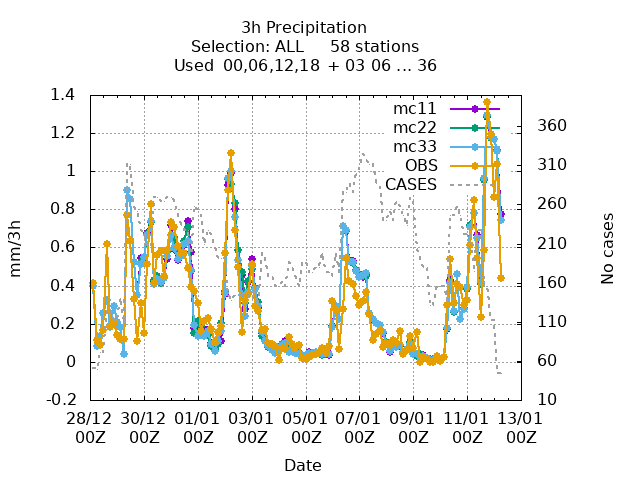 3h Precipitation
Selection: ALL 58 stations
Used 00,06,12,18 + 03 06 ... 36
mm/3h
1.4
1.2
1
0.8
0.6
0.4
0.2
0
-0.2
mc11
mc22
mc33
OBS
CASES
360
310
260
210
160
110
60
10
No cases
28/12 30/12 01/01 03/01 05/01 07/01 09/01 11/01 13/01
00Z 00Z 00Z 00Z 00Z 00Z 00Z 00Z 00Z
Date